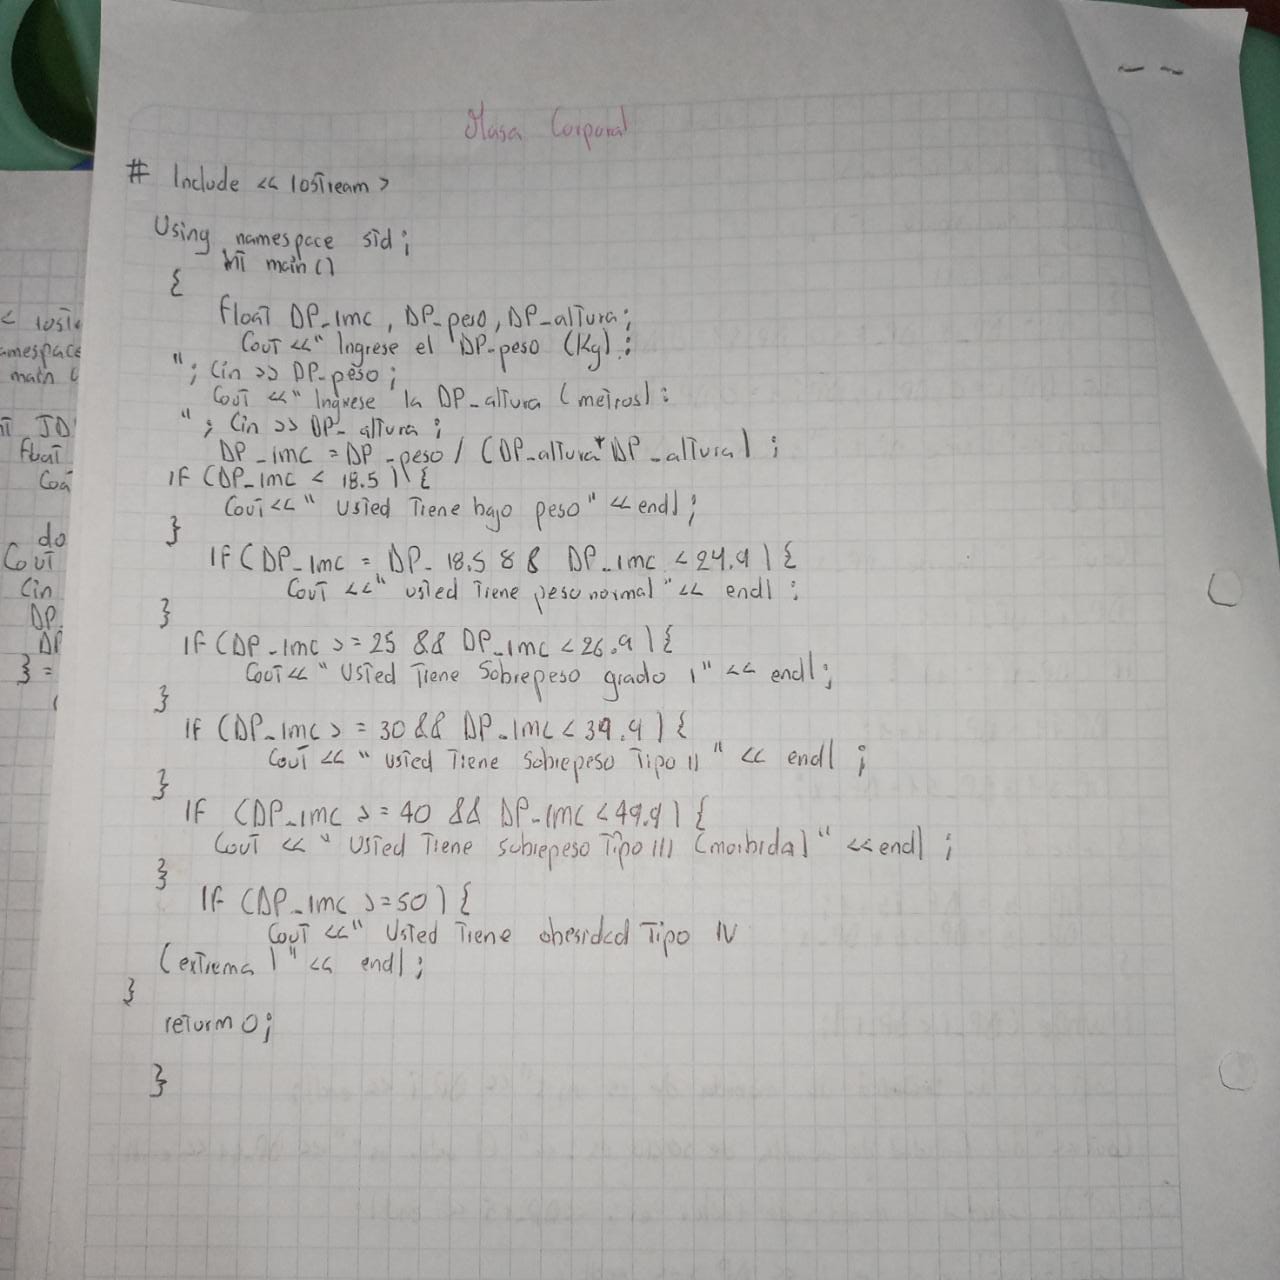 Masa Corporal
# Include << Iostream >
Using namespace std;
int main ()
{
float DP_imc, DP_peso, DP_altura;
Cout <<" Ingrese el DP_peso (Kg) :
"; Cin >> DP_peso;
Cout <<" Ingrese la DP_altura (metros) :
"; Cin >> DP_altura;
DP_imc = DP_peso / (DP_altura * DP_altura) ;
if (DP_imc < 18.5) {
Cout << " Usted Tiene bajo peso" << endl;
}
If (DP_imc = DP_ 18.5 && DP_imc < 24.9) {
Cout <<" usted Tiene peso normal" << endl ;
}
if (DP_imc >= 25 && DP_imc < 26.9) {
Cout << " Usted Tiene Sobrepeso grado 1" << endl;
}
if (DP_imc >= 30 && DP_imc < 39.9) {
Cout << " usted Tiene Sobrepeso Tipo II" << endl ;
}
if (DP_imc >= 40 && DP_imc < 49.9) {
Cout << " Usted Tiene sobrepeso Tipo III (morbida)" << endl ;
}
If (DP_imc >= 50) {
Cout <<" Usted Tiene obesidad Tipo IV
(extrema)" << endl;
}
return 0;
}
< ioste
amespace
main (
float
do
Cout
Cin
DP
DP
} =